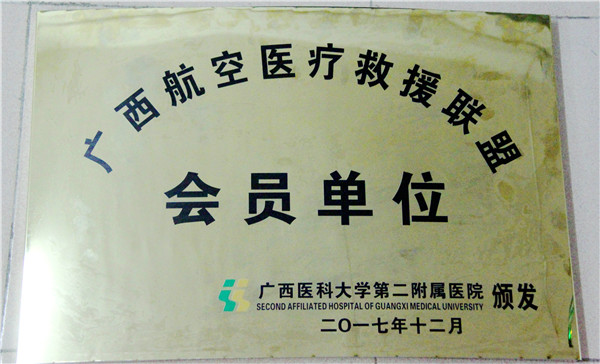 广西航空医疗救援联盟
会员单位
广西医科大学第二附属医院 颁发
SECOND AFFILIATED HOSPITAL OF GUANGXI MEDICAL UNIVERSITY
二〇一七年十二月